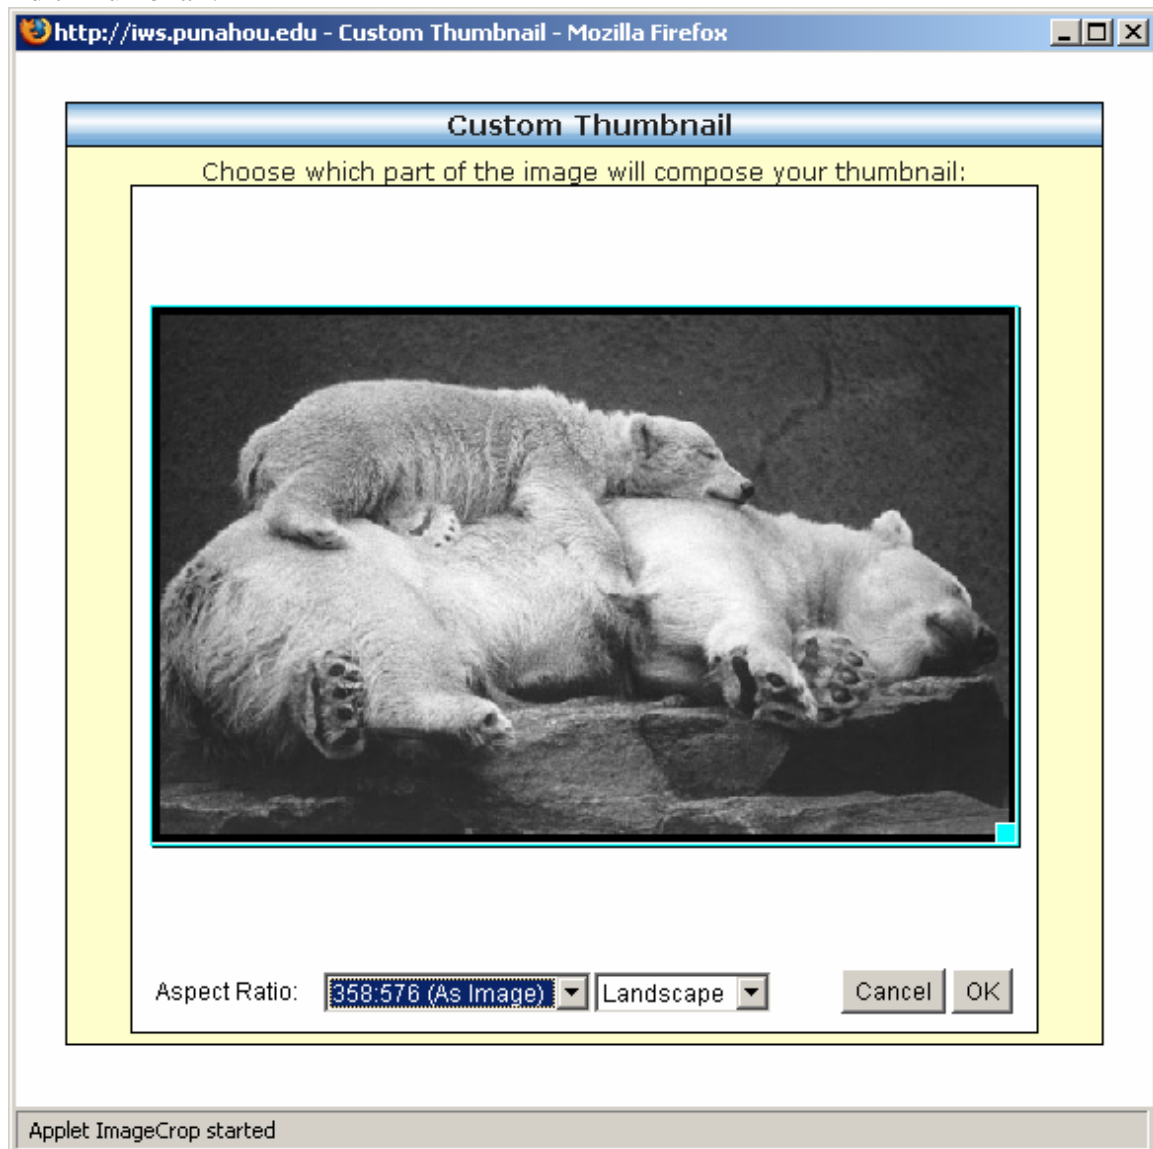 http://iws.punahou.edu - Custom Thumbnail - Mozilla Firefox
Custom Thumbnail
Choose which part of the image will compose your thumbnail:
Aspect Ratio: 358:576 (As Image) Landscape Cancel OK
Applet ImageCrop started